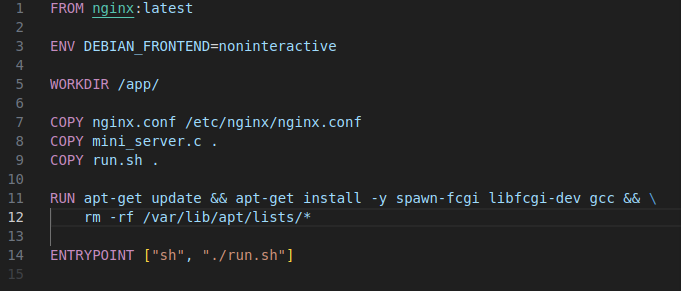 1 FROM nginx:latest
2
3 ENV DEBIAN_FRONTEND=noninteractive
4
5 WORKDIR /app/
6
7 COPY nginx.conf /etc/nginx/nginx.conf
8 COPY mini_server.c .
9 COPY run.sh .
10
11 RUN apt-get update && apt-get install -y spawn-fcgi libfcgi-dev gcc && \
12     rm -rf /var/lib/apt/lists/*
13
14 ENTRYPOINT ["sh", "./run.sh"]
15